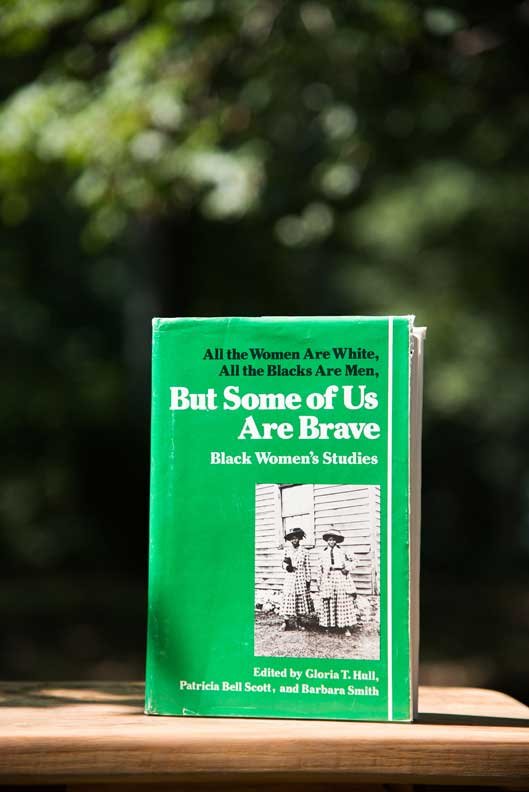 All the Women Are White,
All the Blacks Are Men,
But Some of Us
Are Brave
Black Women's Studies
Edited by Gloria T. Hull,
Patricia Bell Scott, and Barbara Smith